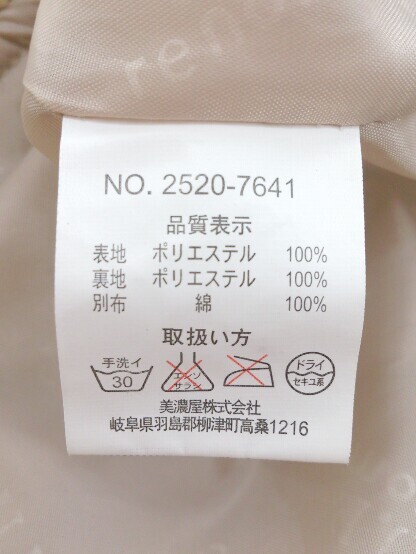 NO. 2520-7641
品質表示
表地 ポリエステル 100%
裏地 ポリエステル 100%
別布 綿 100%
取扱い方
手洗イ 30 エンソ サラシ ドライ セキユ系
美濃屋株式会社
岐阜県羽島郡柳津町高桑1216